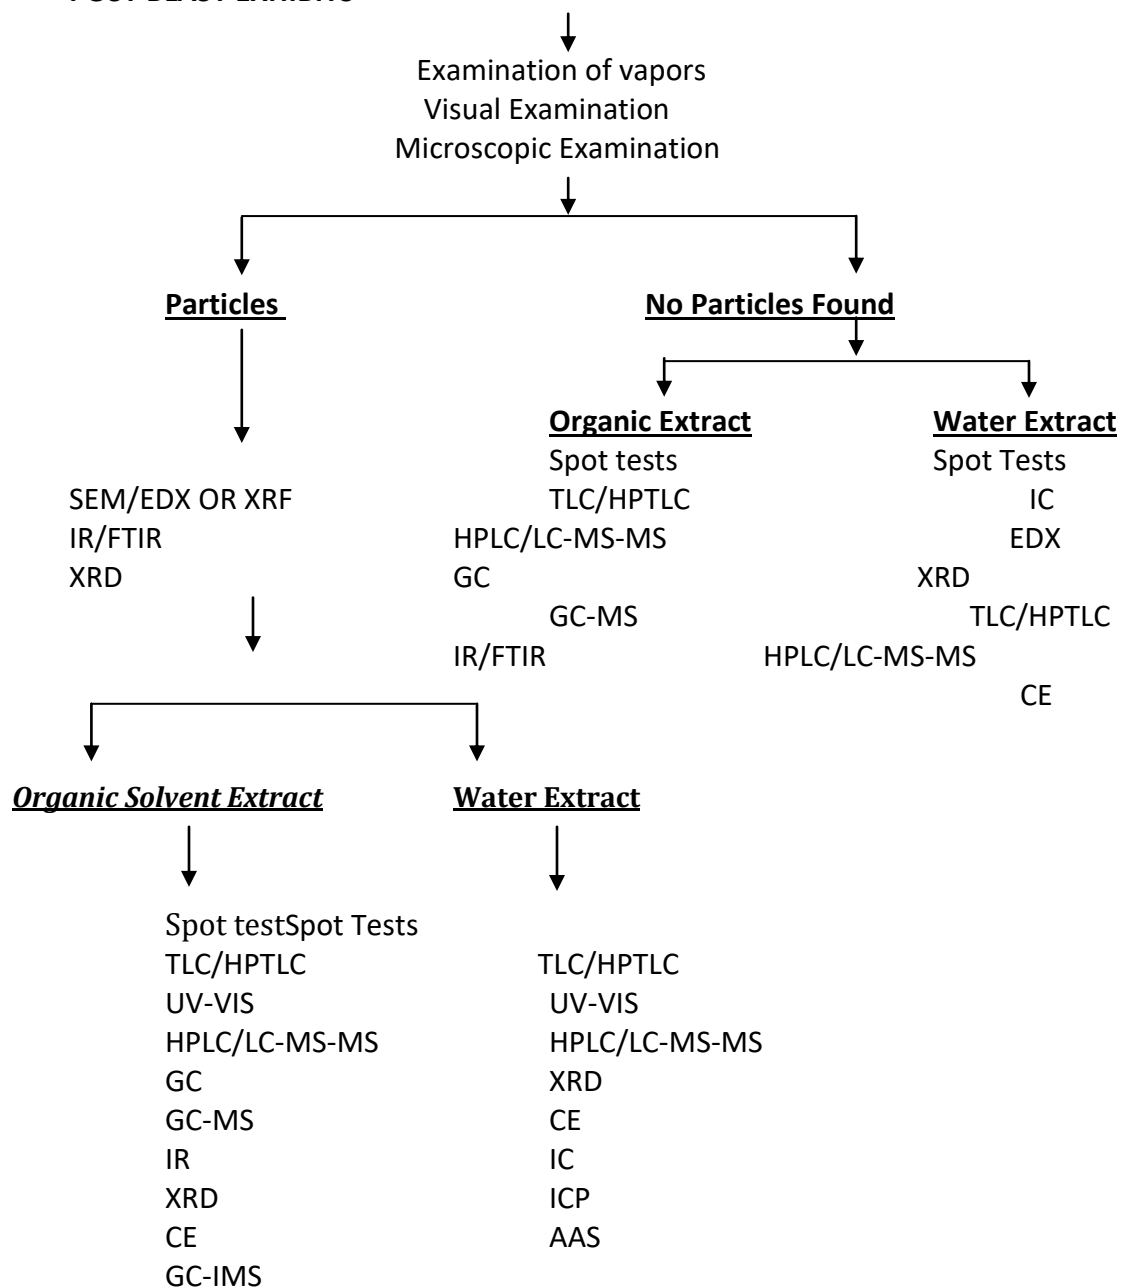 Examination of vapors
Visual Examination
Microscopic Examination
Particles
No Particles Found
Organic Extract
Spot tests
TLC/HPTLC
HPLC/LC-MS-MS
GC
GC-MS
IR/FTIR
Water Extract
Spot Tests
IC
EDX
XRD
TLC/HPTLC
HPLC/LC-MS-MS
CE
SEM/EDX OR XRF
IR/FTIR
XRD
Organic Solvent Extract
Water Extract
Spot testSpot Tests
TLC/HPTLC
UV-VIS
HPLC/LC-MS-MS
GC
GC-MS
IR
XRD
CE
GC-IMS
TLC/HPTLC
UV-VIS
HPLC/LC-MS-MS
XRD
CE
IC
ICP
AAS